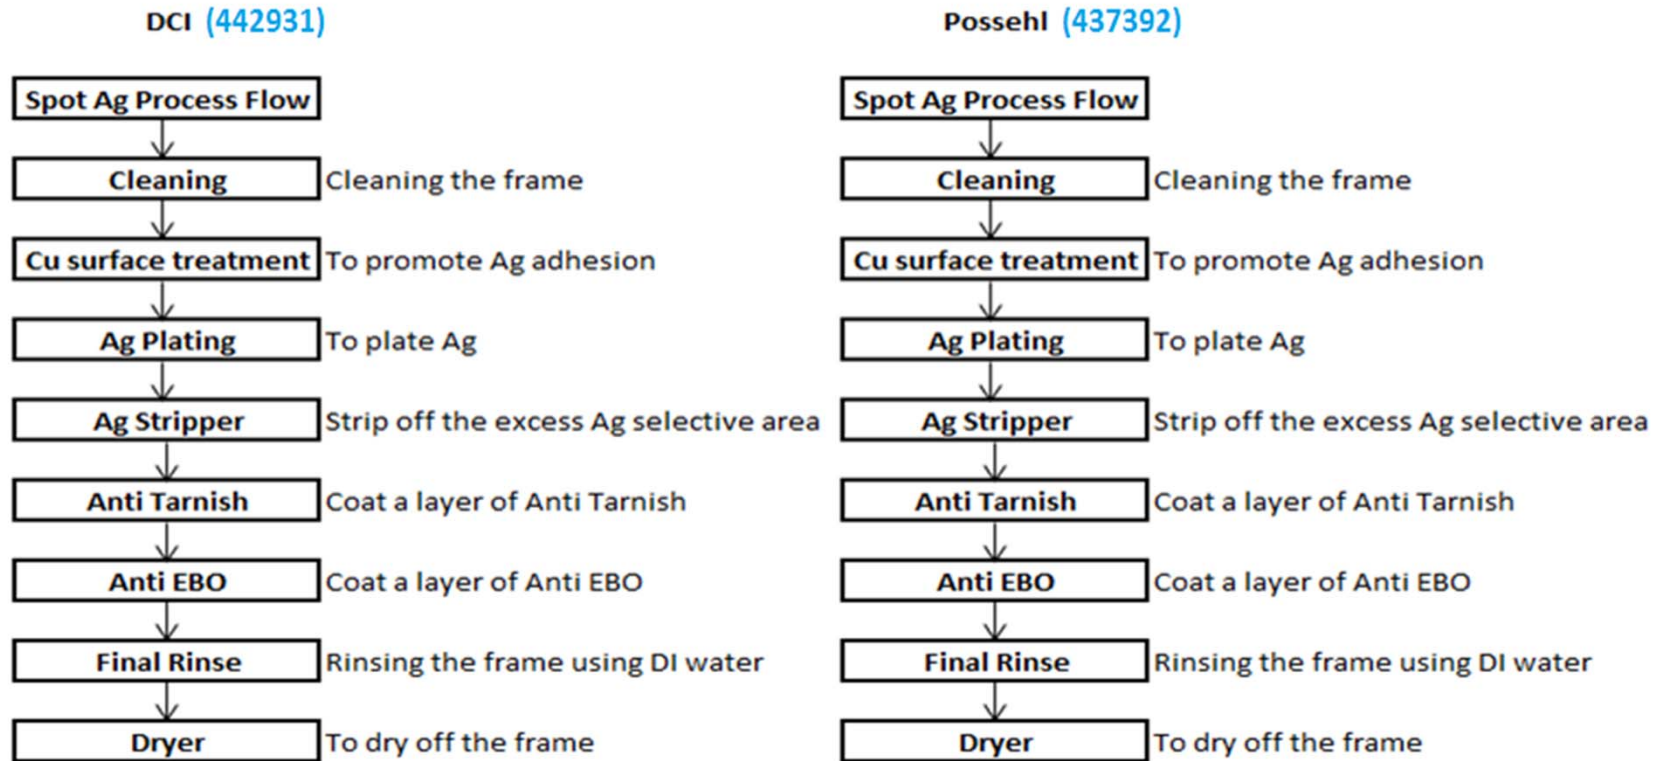 DCI (442931)
Spot Ag Process Flow
Cleaning Cleaning the frame
Cu surface treatment To promote Ag adhesion
Ag Plating To plate Ag
Ag Stripper Strip off the excess Ag selective area
Anti Tarnish Coat a layer of Anti Tarnish
Anti EBO Coat a layer of Anti EBO
Final Rinse Rinsing the frame using DI water
Dryer To dry off the frame
Possehl (437392)
Spot Ag Process Flow
Cleaning Cleaning the frame
Cu surface treatment To promote Ag adhesion
Ag Plating To plate Ag
Ag Stripper Strip off the excess Ag selective area
Anti Tarnish Coat a layer of Anti Tarnish
Anti EBO Coat a layer of Anti EBO
Final Rinse Rinsing the frame using DI water
Dryer To dry off the frame